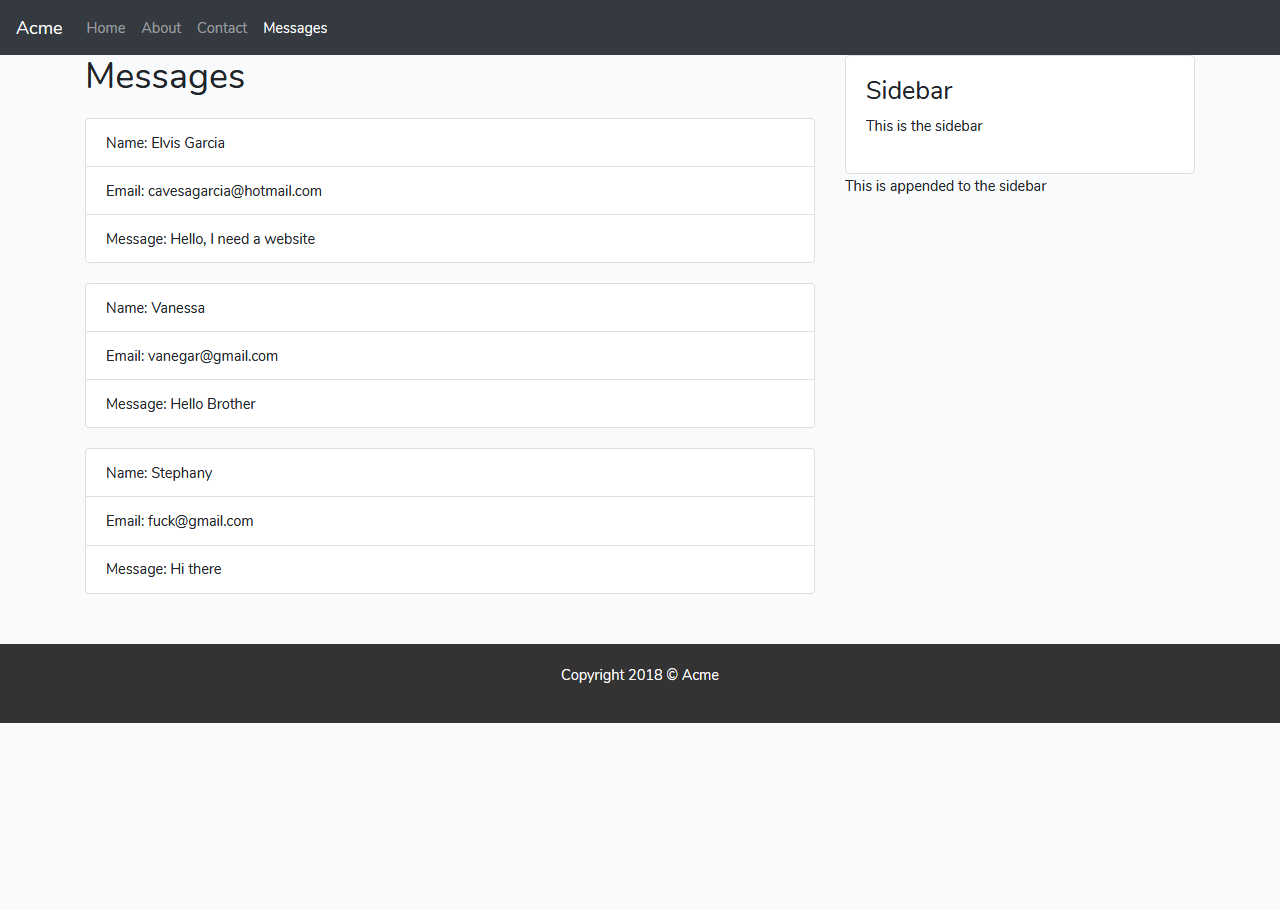 Acme Home About Contact Messages
Messages
Name: Elvis Garcia
Email: cavesagarcia@hotmail.com
Message: Hello, I need a website
Name: Vanessa
Email: vanegar@gmail.com
Message: Hello Brother
Name: Stephany
Email: fuck@gmail.com
Message: Hi there
Sidebar
This is the sidebar
This is appended to the sidebar
Copyright 2018 © Acme